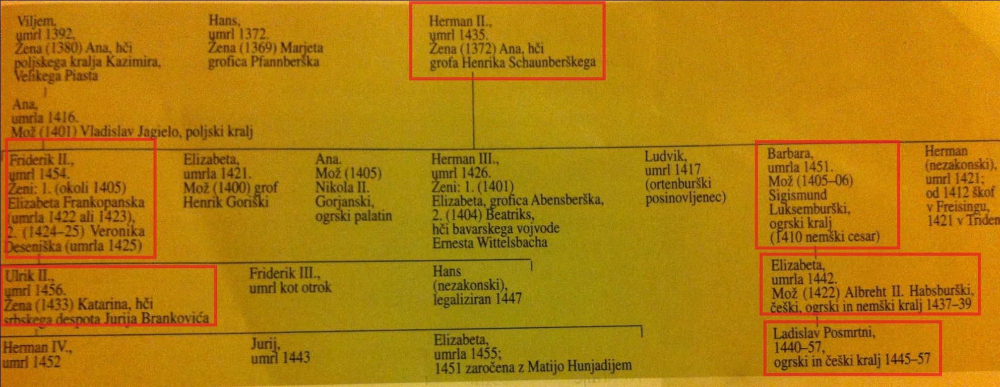 Viljem,
umrl 1392.
Žena (1380) Ana, hči
poljskega kralja Kazimira,
Velikega Piasta
Hans,
umrl 1372.
Žena (1369) Marjeta
grofica Pfannberška
Herman II.,
umrl 1435.
Žena (1372) Ana, hči
grofa Henrika Schaunberškega
Ana,
umrla 1416.
Mož (1401) Vladislav Jagielo, poljski kralj
Friderik II.,
umrl 1454.
Ženi: 1. (okoli 1405)
Elizabeta Frankopanska
(umrla 1422 ali 1423),
2. (1424–25) Veronika
Deseniška (umrla 1425)
Elizabeta,
umrla 1421.
Mož (1400) grof
Henrik Goriški
Ana.
Mož (1405)
Nikola II.
Gorjanski,
ogrski palatin
Herman III.,
umrl 1426.
Ženi: 1. (1401)
Elizabeta, grofica Abensberška,
2. (1404) Beatriks,
hči bavarskega vojvode
Ernesta Wittelsbacha
Ludvik,
umrl 1417
(ortenburški
posinovljenec)
Barbara,
umrla 1451.
Mož (1405–06)
Sigismund
Luksemburški,
ogrski kralj
(1410 nemški cesar)
Herman
(nezakonski),
umrl 1421;
od 1412 škof
v Freisingu,
1421 v Triden
Ulrik II.,
umrl 1456.
Žena (1433) Katarina, hči
srbskega despota Jurija Brankovića
Friderik III.,
umrl kot otrok
Hans
(nezakonski),
legaliziran 1447
Elizabeta,
umrla 1442.
Mož (1422) Albreht II. Habsburški,
češki, ogrski in nemški kralj 1437–39
Herman IV.,
umrl 1452
Jurij,
umrl 1443
Elizabeta,
umrla 1455;
1451 zaročena z Matijo Hunjadijem
Ladislav Posmrtni,
1440–57,
ogrski in češki kralj 1445–57